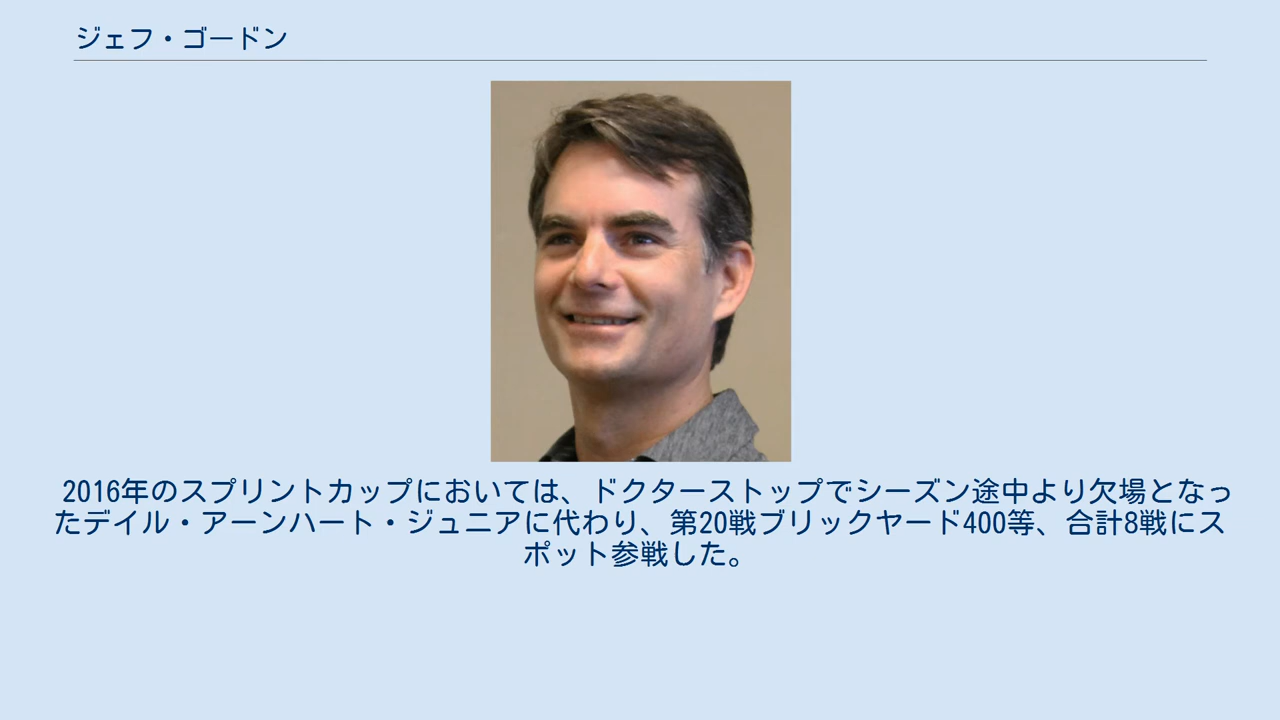 ジェフ・ゴードン
2016年のスプリントカップにおいては、ドクターストップでシーズン途中より欠場となっ
たデイル・アーンハート・ジュニアに代わり、第20戦ブリックヤード400等、合計8戦にス
ポット参戦した。